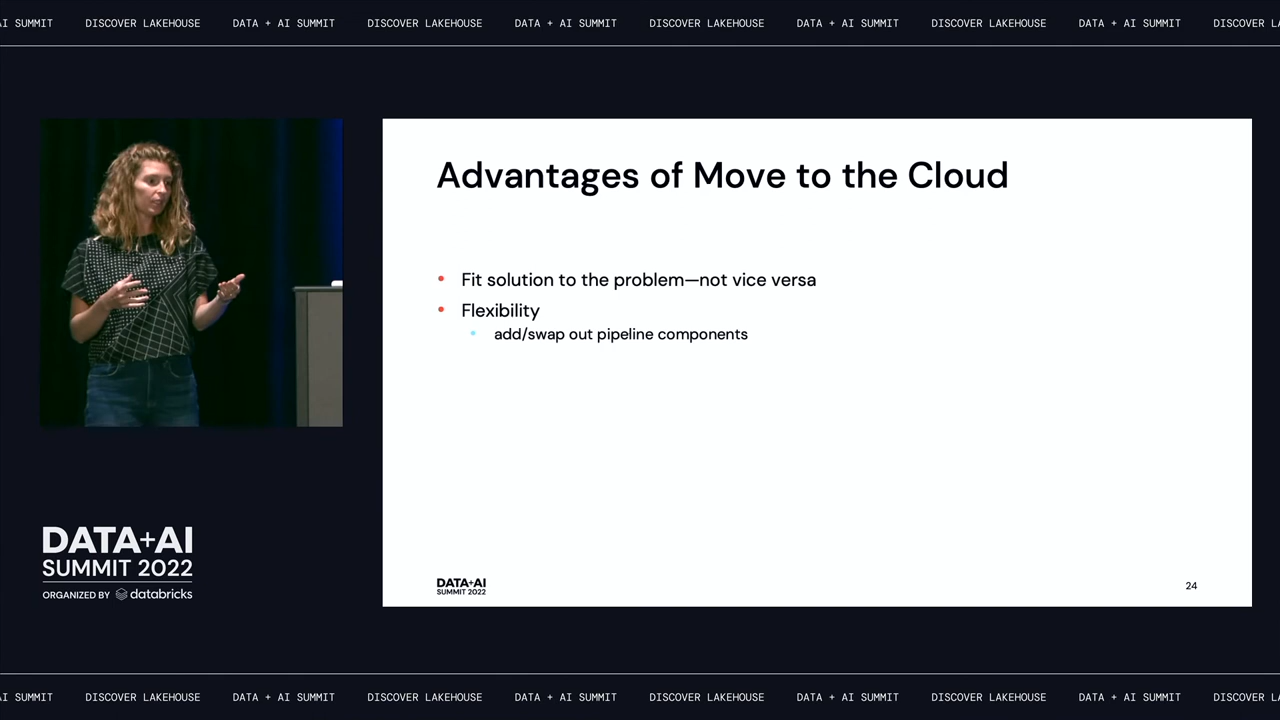 AI SUMMIT DISCOVER LAKEHOUSE DATA + AI SUMMIT DISCOVER LAKEHOUSE DATA + AI SUMMIT DISCOVER LAKEHOUSE DATA + AI SUMMIT DISCOVER LAKEHOUSE DATA + AI SUMMIT DISCOVER LA
Advantages of Move to the Cloud
• Fit solution to the problem—not vice versa
• Flexibility
• add/swap out pipeline components
DATA+AI
SUMMIT 2022
24
DATA+AI
SUMMIT 2022
ORGANIZED BY databricks
AI SUMMIT DISCOVER LAKEHOUSE DATA + AI SUMMIT DISCOVER LAKEHOUSE DATA + AI SUMMIT DISCOVER LAKEHOUSE DATA + AI SUMMIT DISCOVER LAKEHOUSE DATA + AI SUMMIT DISCOVER LA